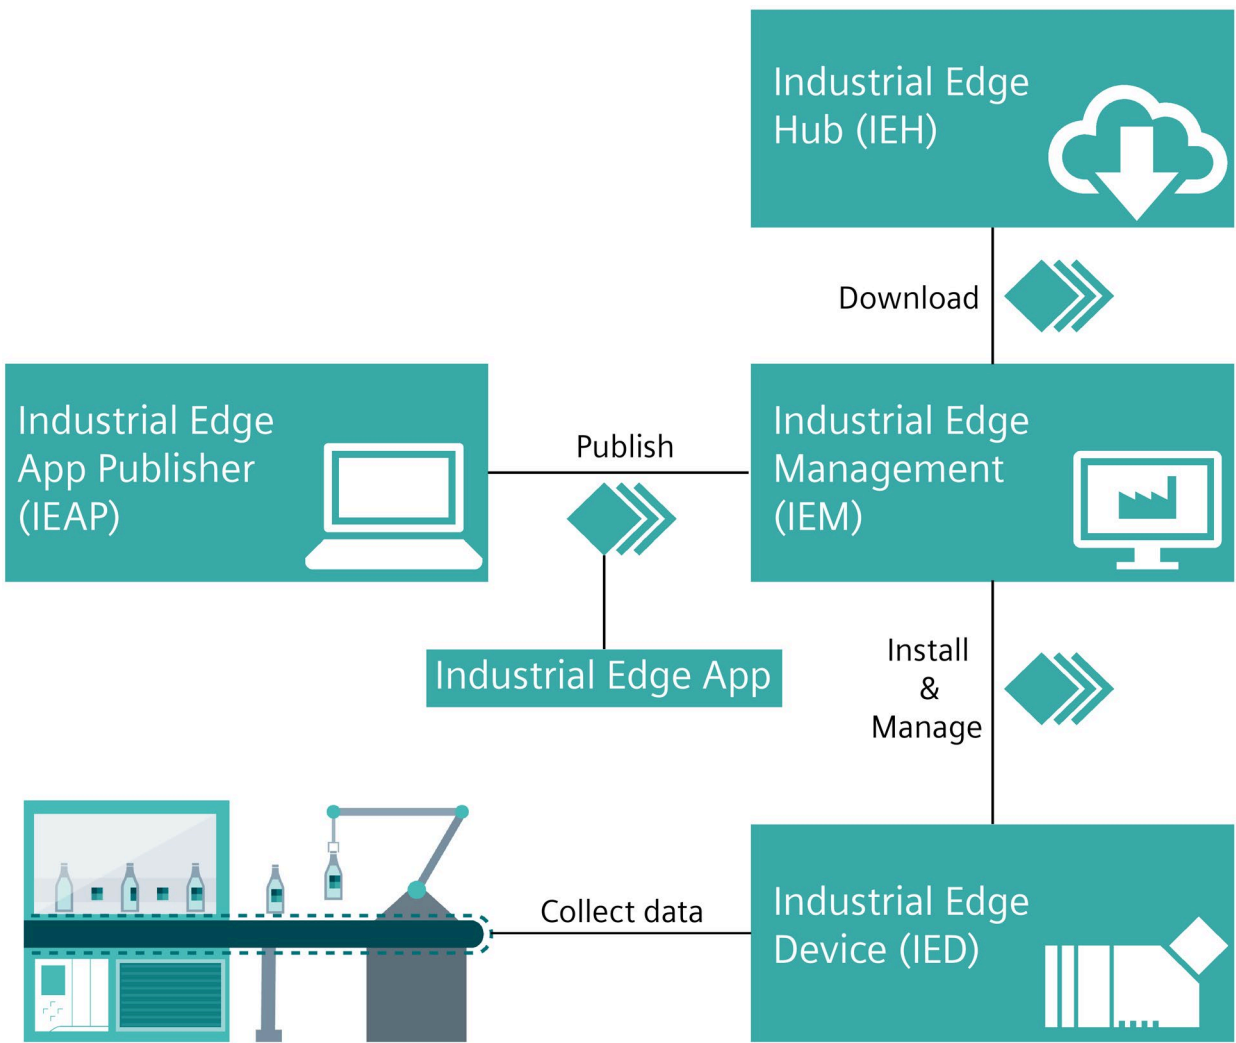 Industrial Edge
Hub (IEH)
Download
Industrial Edge
App Publisher
(IEAP)
Publish
Industrial Edge
Management
(IEM)
Industrial Edge App
Install
&
Manage
Collect data
Industrial Edge
Device (IED)